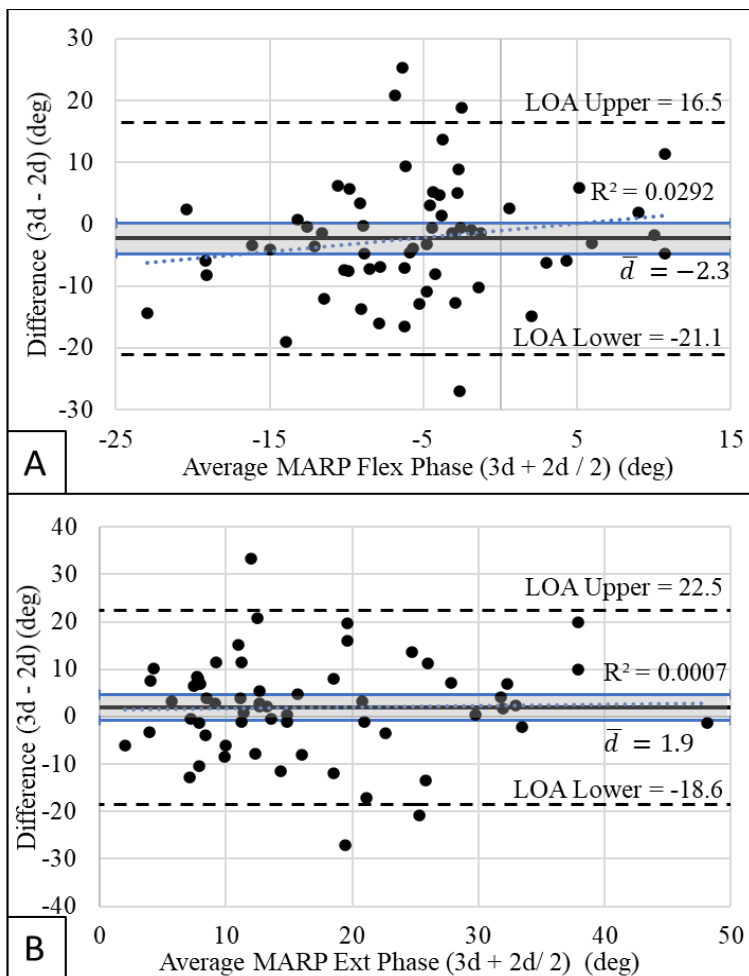 30
20
LOA Upper = 16.5
10
R² = 0.0292
0
d̅ = −2.3
-10
LOA Lower = -21.1
-20
-30
-25 -15 -5 5 15
Difference (3d - 2d) (deg)
Average MARP Flex Phase (3d + 2d / 2) (deg)
A
40
30
LOA Upper = 22.5
20
10
R² = 0.0007
0
d̅ = 1.9
-10
LOA Lower = -18.6
-20
-30
-40
0 10 20 30 40 50
Difference (3d - 2d) (deg)
Average MARP Ext Phase (3d + 2d/ 2) (deg)
B